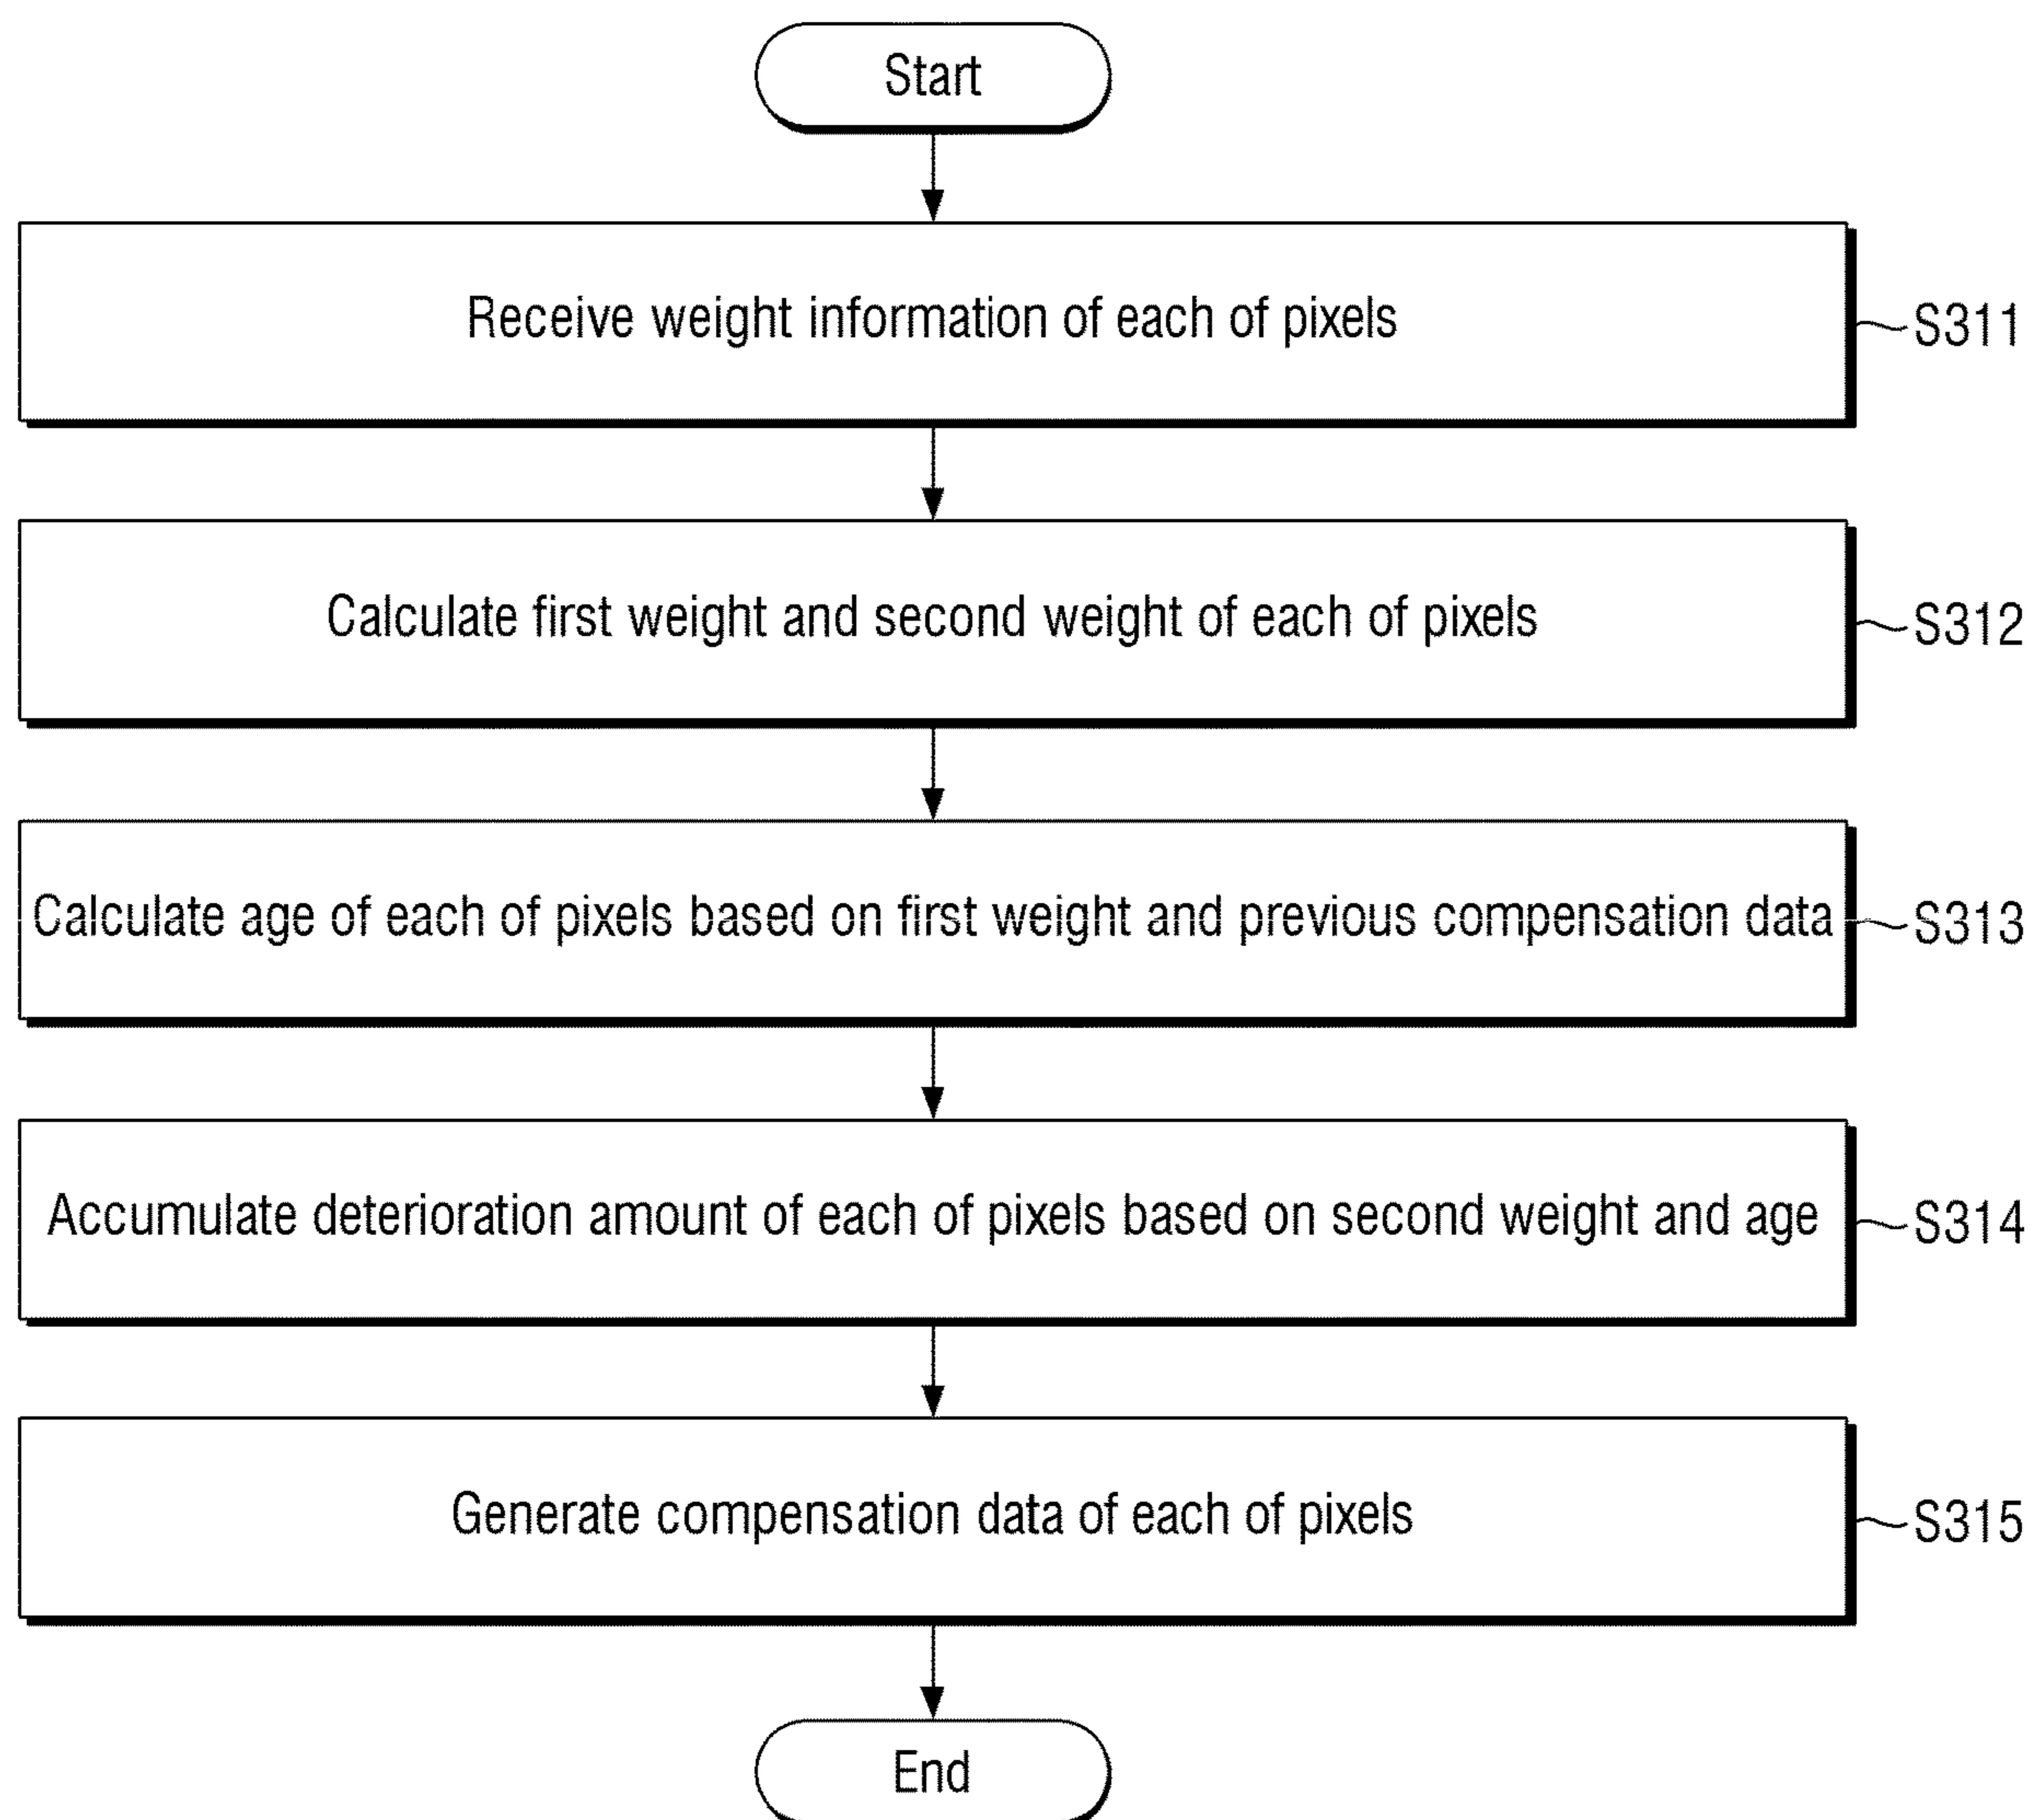 Start
Receive weight information of each of pixels
S311
Calculate first weight and second weight of each of pixels
S312
Calculate age of each of pixels based on first weight and previous compensation data
S313
Accumulate deterioration amount of each of pixels based on second weight and age
S314
Generate compensation data of each of pixels
S315
End